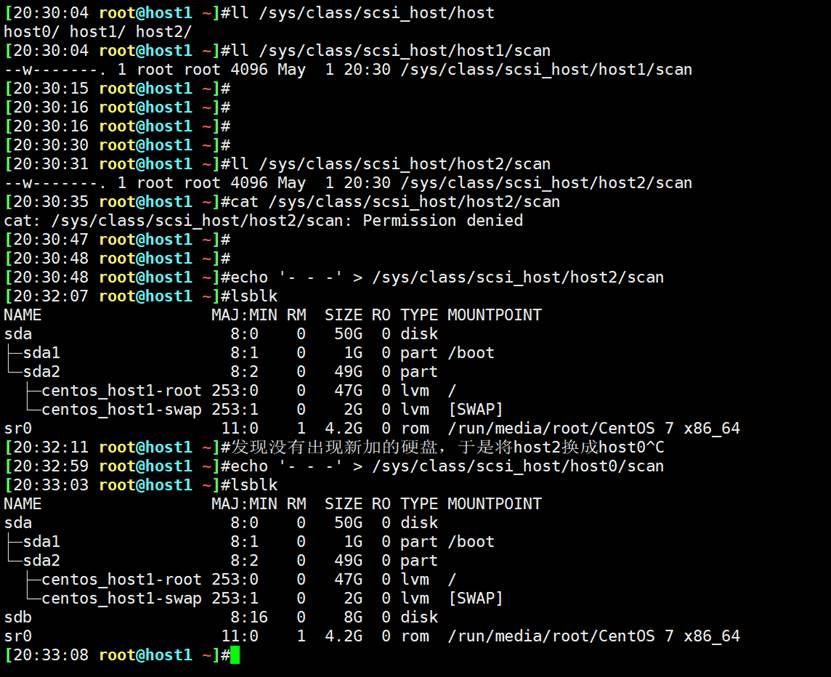 [20:30:04 root@host1 ~]#ll /sys/class/scsi_host/host
host0/ host1/ host2/
[20:30:04 root@host1 ~]#ll /sys/class/scsi_host/host1/scan
--w-------. 1 root root 4096 May  1 20:30 /sys/class/scsi_host/host1/scan
[20:30:15 root@host1 ~]#
[20:30:16 root@host1 ~]#
[20:30:16 root@host1 ~]#
[20:30:30 root@host1 ~]#
[20:30:31 root@host1 ~]#ll /sys/class/scsi_host/host2/scan
--w-------. 1 root root 4096 May  1 20:30 /sys/class/scsi_host/host2/scan
[20:30:35 root@host1 ~]#cat /sys/class/scsi_host/host2/scan
cat: /sys/class/scsi_host/host2/scan: Permission denied
[20:30:47 root@host1 ~]#
[20:30:48 root@host1 ~]#
[20:30:48 root@host1 ~]#echo '- - -' > /sys/class/scsi_host/host2/scan
[20:32:07 root@host1 ~]#lsblk
NAME                  MAJ:MIN RM  SIZE RO TYPE MOUNTPOINT
sda                     8:0    0   50G  0 disk
├─sda1                  8:1    0    1G  0 part /boot
└─sda2                  8:2    0   49G  0 part
  ├─centos_host1-root 253:0    0   47G  0 lvm  /
  └─centos_host1-swap 253:1    0    2G  0 lvm  [SWAP]
sr0                    11:0    1  4.2G  0 rom  /run/media/root/CentOS 7 x86_64
[20:32:11 root@host1 ~]#发现没有出现新加的硬盘，于是将host2换成host0^C
[20:32:59 root@host1 ~]#echo '- - -' > /sys/class/scsi_host/host0/scan
[20:33:03 root@host1 ~]#lsblk
NAME                  MAJ:MIN RM  SIZE RO TYPE MOUNTPOINT
sda                     8:0    0   50G  0 disk
├─sda1                  8:1    0    1G  0 part /boot
└─sda2                  8:2    0   49G  0 part
  ├─centos_host1-root 253:0    0   47G  0 lvm  /
  └─centos_host1-swap 253:1    0    2G  0 lvm  [SWAP]
sdb                     8:16   0    8G  0 disk
sr0                    11:0    1  4.2G  0 rom  /run/media/root/CentOS 7 x86_64
[20:33:08 root@host1 ~]#